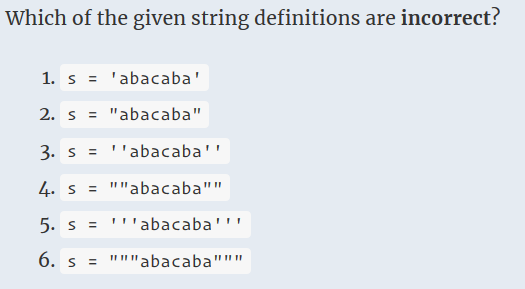 Which of the given string definitions are incorrect?
1. s = 'abacaba'
2. s = "abacaba"
3. s = ''abacaba''
4. s = ""abacaba""
5. s = '''abacaba'''
6. s = """abacaba"""